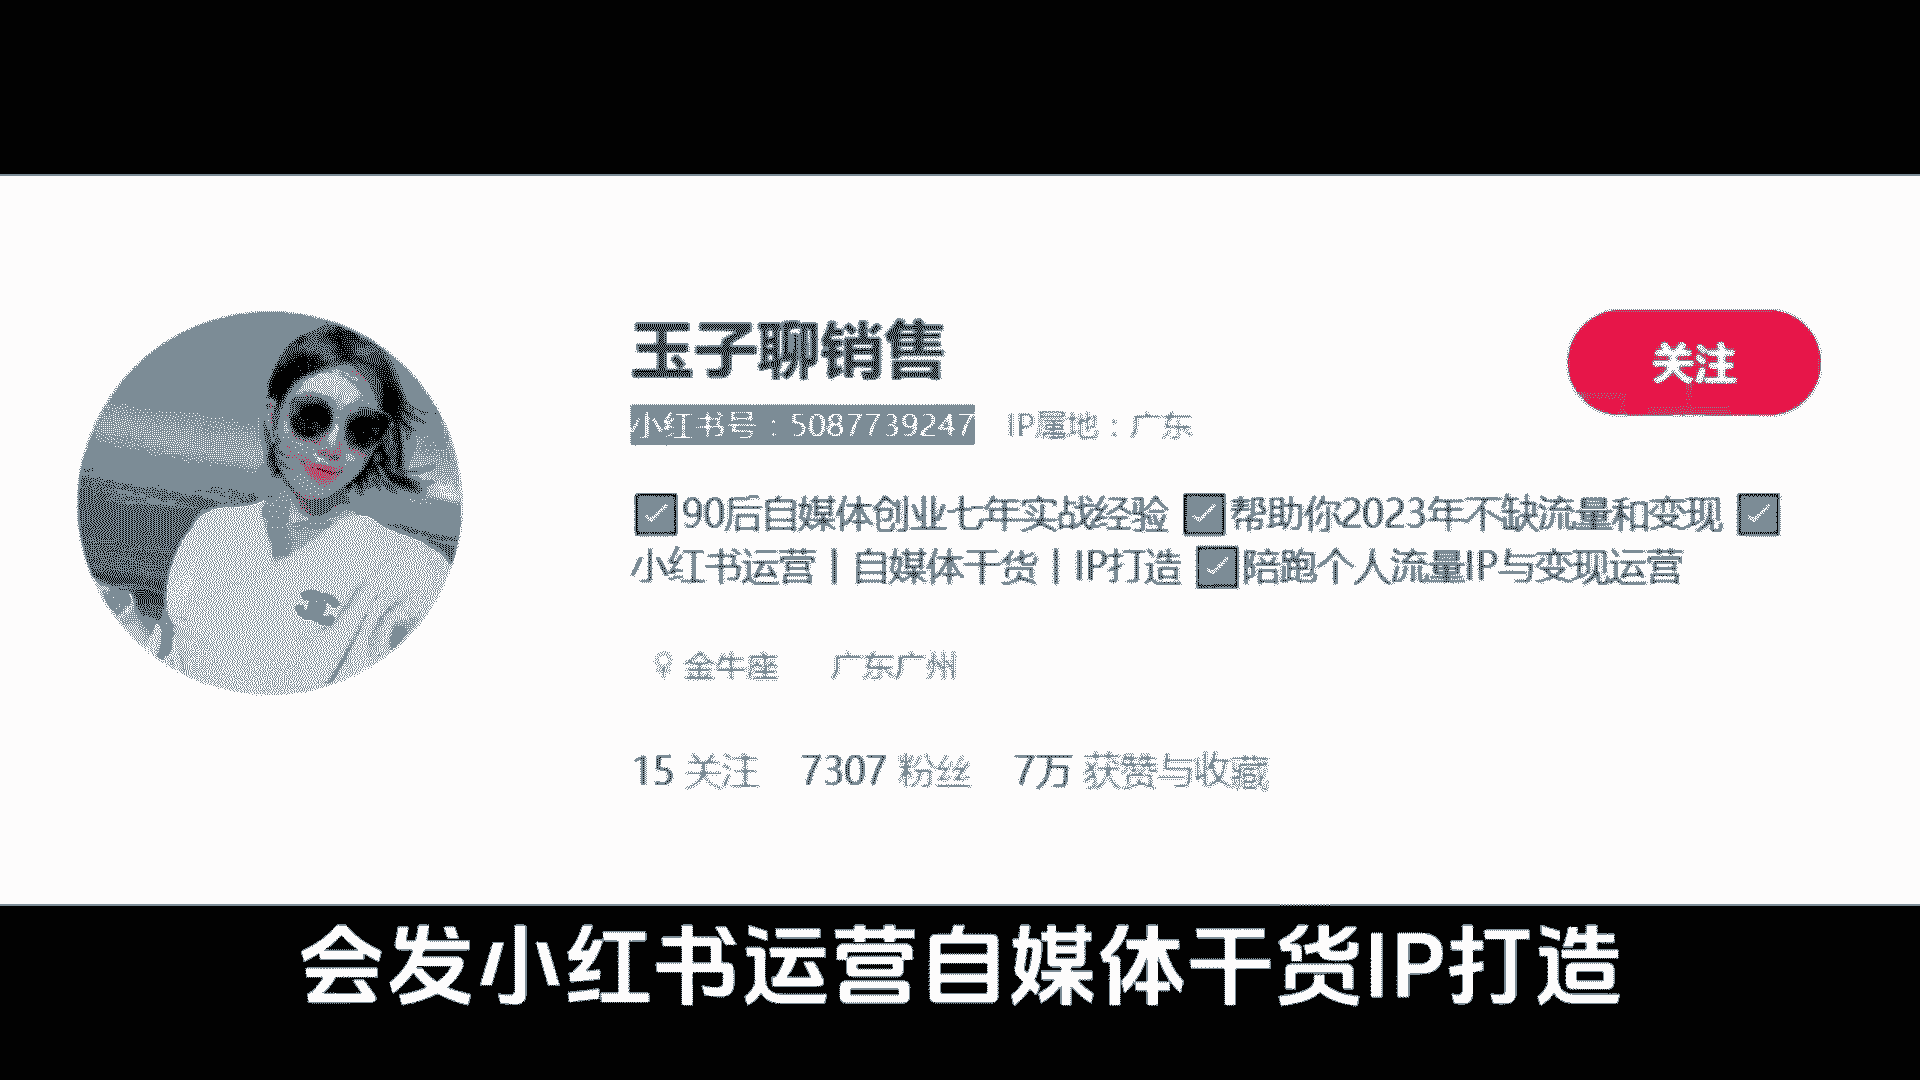 玉子聊销售
关注
小红书号：5087739247 IP属地：广东
✅90后自媒体创业七年实战经验 ✅帮助你2023年不缺流量和变现 ✅
小红书运营丨自媒体干货丨IP打造 ✅陪跑个人流量IP与变现运营
♀ 金牛座 广东广州
15 关注 7307 粉丝 7万 获赞与收藏
会发小红书运营自媒体干货IP打造